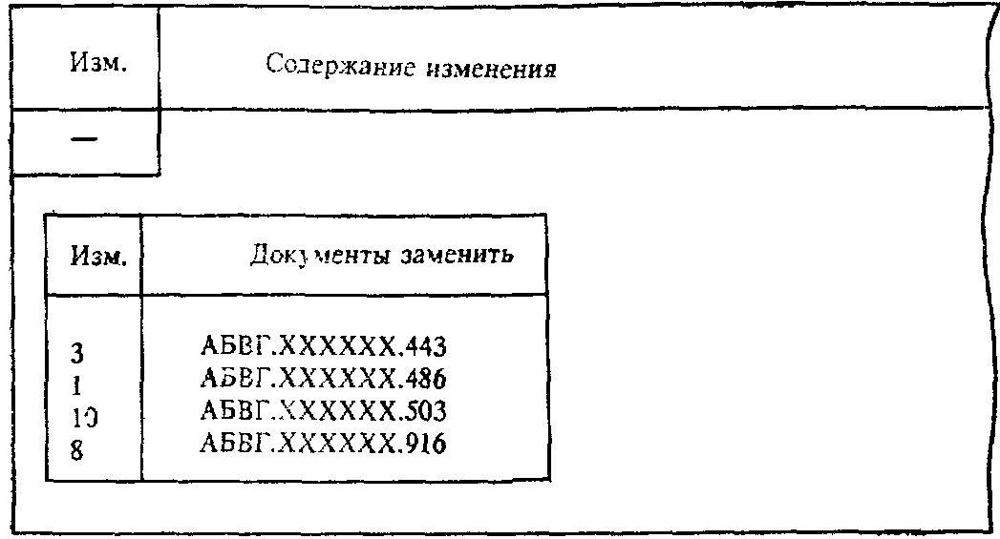 Изм. Содержание изменения
—
Изм. Документы заменить
3 АБВГ.XXXXXX.443
1 АБВГ.XXXXXX.486
10 АБВГ.XXXXXX.503
8 АБВГ.XXXXXX.916